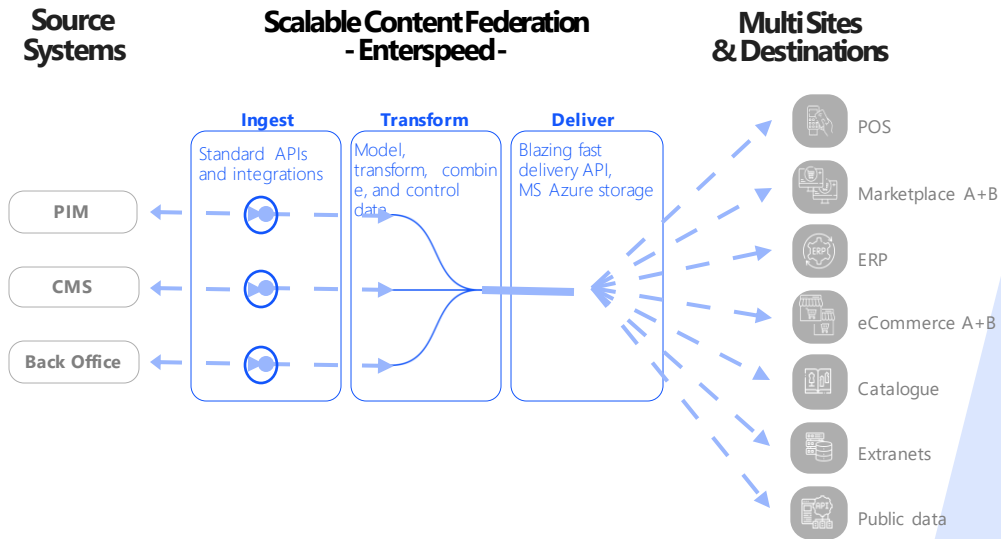 Source
Systems
Scalable Content Federation
- Enterspeed -
Multi Sites
& Destinations
Ingest
Standard APIs
and integrations
Transform
Model,
transform, combin
e, and control
date
Deliver
Blazing fast
delivery API,
MS Azure storage
PIM
CMS
Back Office
POS
Marketplace A+B
ERP
ERP
eCommerce A+B
Catalogue
Extranets
API
Public data